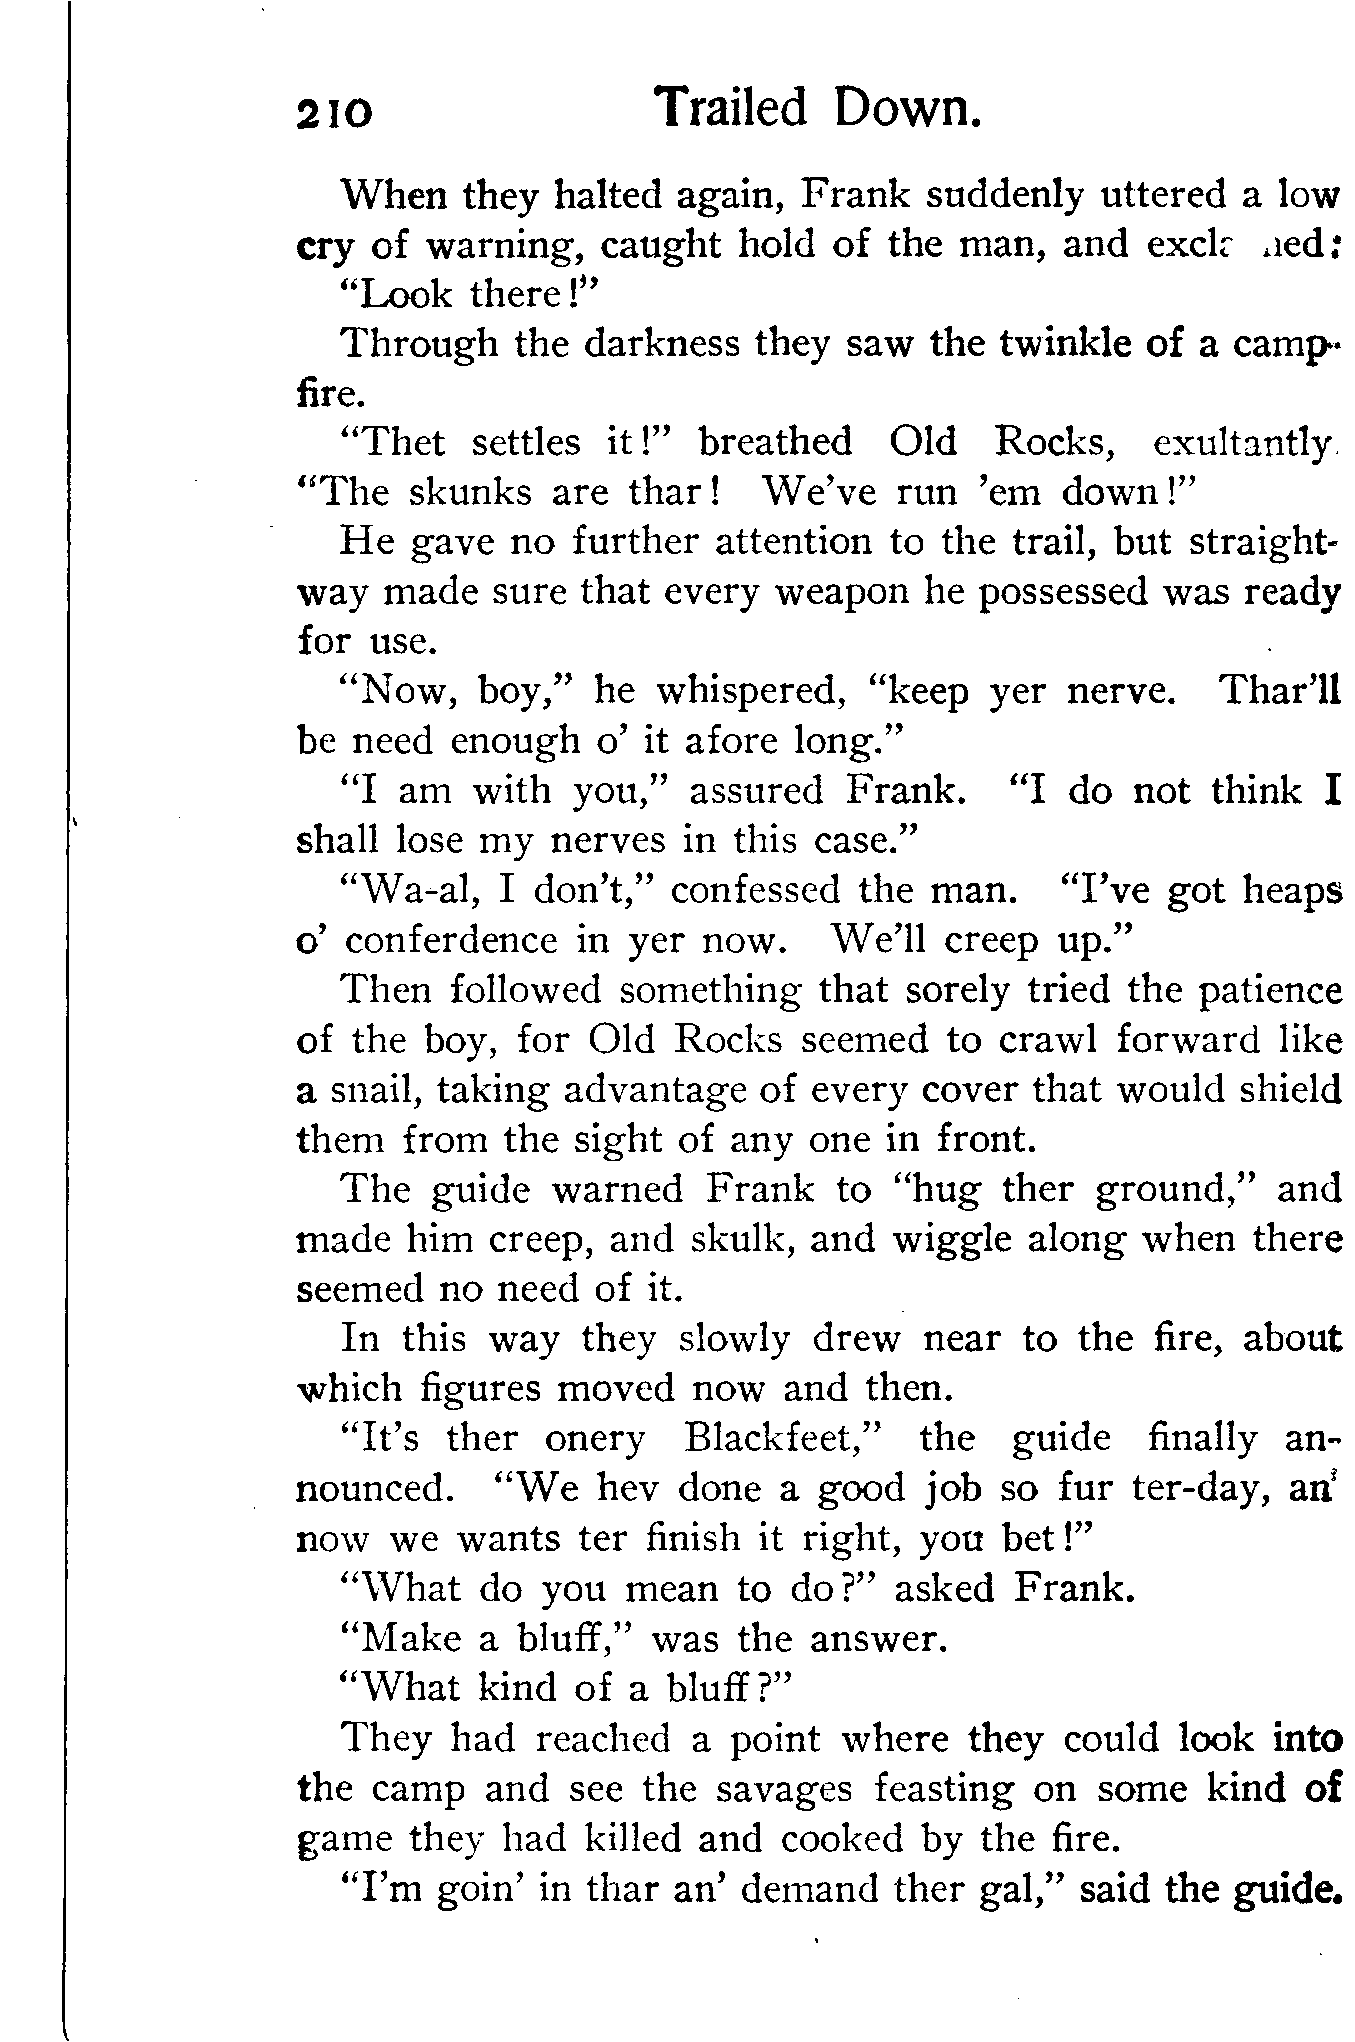 210 Trailed Down.
When they halted again, Frank suddenly uttered a low
cry of warning, caught hold of the man, and
"Look there!"
Through the darkness they saw the twinkle of a camp-
fire.
"Thet settles it!" breathed Old Rocks, exultantly.
"The skunks are thar! We've run 'em down!"
He gave no further attention to the trail, but straight-
way made sure that every weapon he possessed was ready
for use.
"Now, boy," he whispered, "keep yer nerve. Thar'll
be need enough o' it afore long."
"I am with you," assured Frank. "I do not think I
shall lose my nerves in this case."
"Wa-al, I don't," confessed the man. "I've got heaps
o' conferdence in yer now. We'll creep up."
Then followed something that sorely tried the patience
of the boy, for Old Rocks seemed to crawl forward like
a snail, taking advantage of every cover that would shield
them from the sight of any one in front.
The guide warned Frank to "hug ther ground," and
made him creep, and skulk, and wiggle along when there
seemed no need of it.
In this way they slowly drew near to the fire, about
which figures moved now and then.
"It's ther onery Blackfeet," the guide finally an-
nounced. "We hev done a good job so fur ter-day, an'
now we wants ter finish it right, you bet!"
"What do you mean to do?" asked Frank.
"Make a bluff," was the answer.
"What kind of a bluff?"
They had reached a point where they could look into
the camp and see the savages feasting on some kind of
game they had killed and cooked by the fire.
"I'm goin' in thar an' demand ther gal," said the guide.